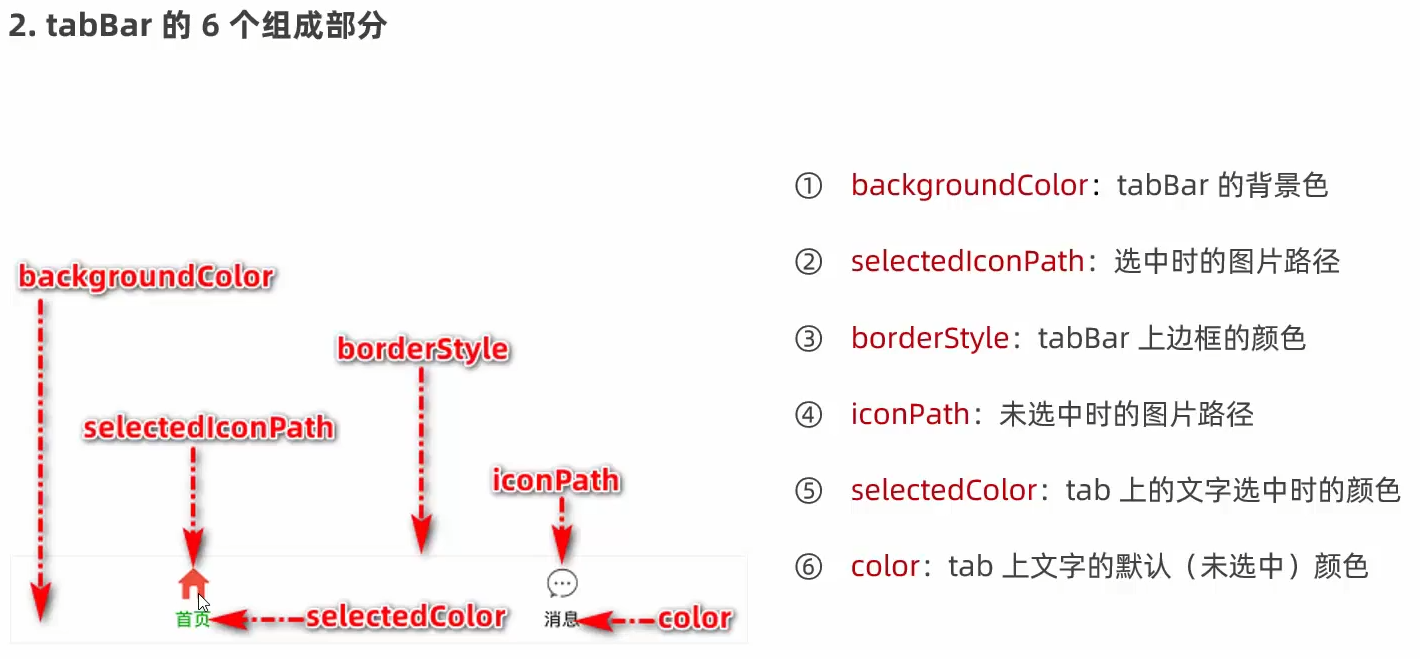 2. tabBar 的 6 个组成部分
backgroundColor
borderStyle
selectedIconPath
iconPath
首页
selectedColor
消息
color
① backgroundColor：tabBar 的背景色
② selectedIconPath：选中时的图片路径
③ borderStyle：tabBar 上边框的颜色
④ iconPath：未选中时的图片路径
⑤ selectedColor：tab 上的文字选中时的颜色
⑥ color：tab 上文字的默认（未选中）颜色